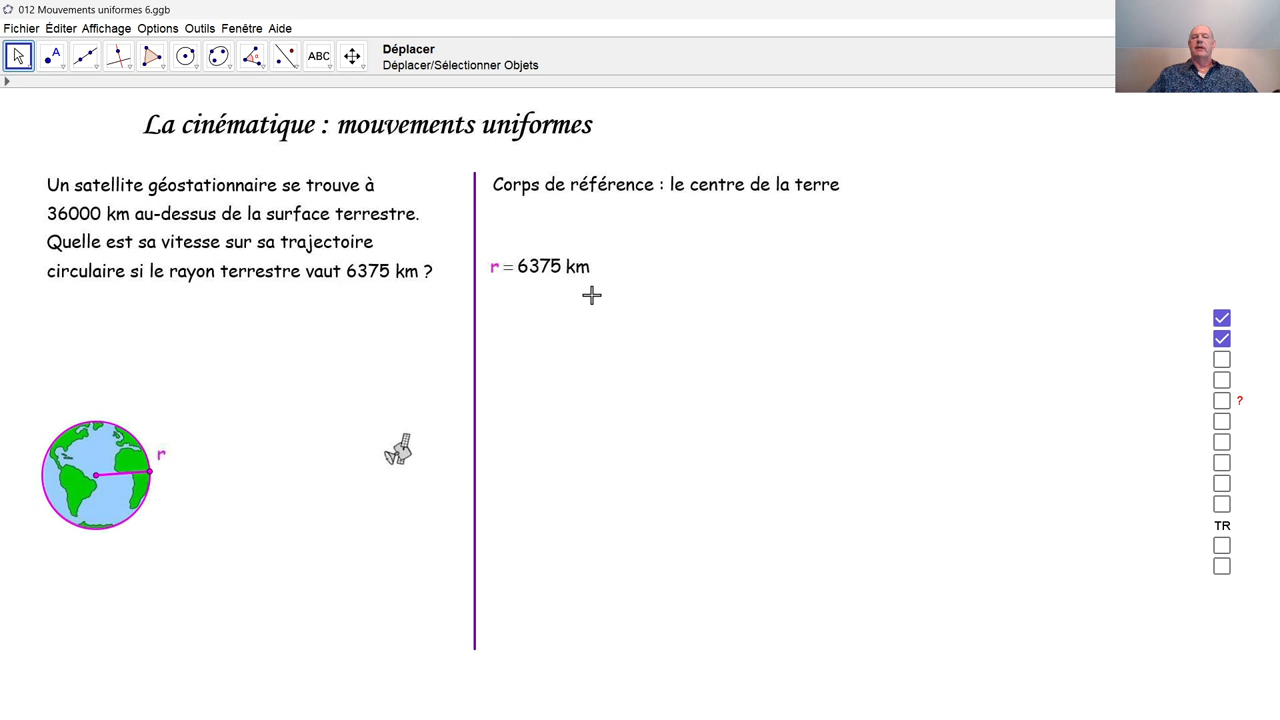 012 Mouvements uniformes 6.ggb
Fichier Éditer Affichage Options Outils Fenêtre Aide
A
ABC
Déplacer
Déplacer/Sélectionner Objets
La cinématique : mouvements uniformes
Un satellite géostationnaire se trouve à
36000 km au-dessus de la surface terrestre.
Quelle est sa vitesse sur sa trajectoire
circulaire si le rayon terrestre vaut 6375 km ?
Corps de référence : le centre de la terre
r = 6375 km
r
?
TR